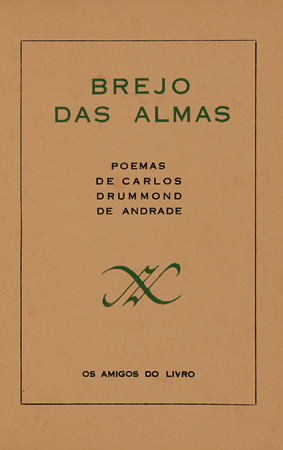 BREJO
DAS ALMAS
POEMAS
DE CARLOS
DRUMMOND
DE ANDRADE
OS AMIGOS DO LIVRO